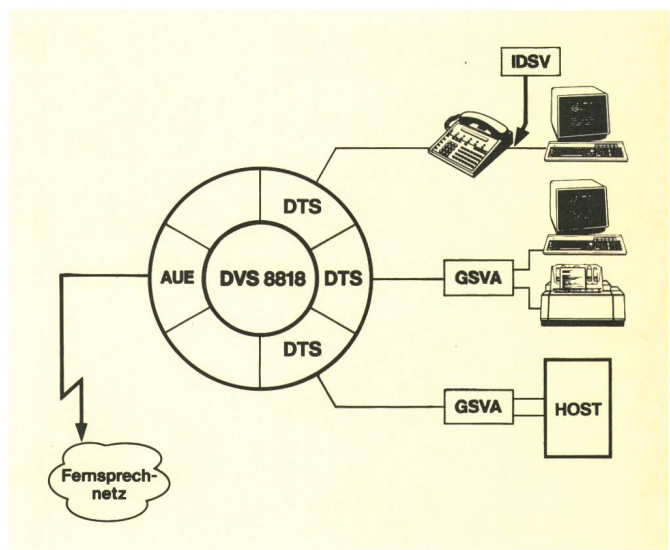 IDSV
DTS
AUE
DVS 8818
DTS
GSVA
DTS
GSVA
HOST
Fernsprech-
netz